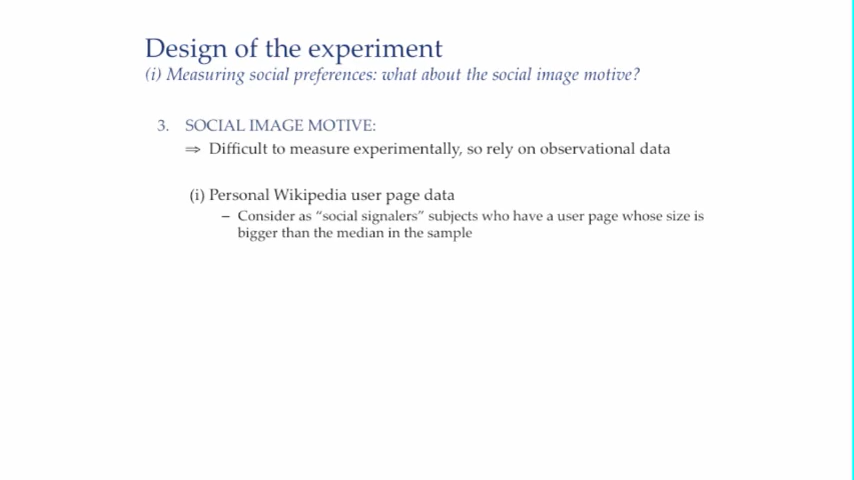 Design of the experiment
(i) Measuring social preferences: what about the social image motive?
3. SOCIAL IMAGE MOTIVE:
⇒ Difficult to measure experimentally, so rely on observational data
(i) Personal Wikipedia user page data
– Consider as “social signalers” subjects who have a user page whose size is
bigger than the median in the sample